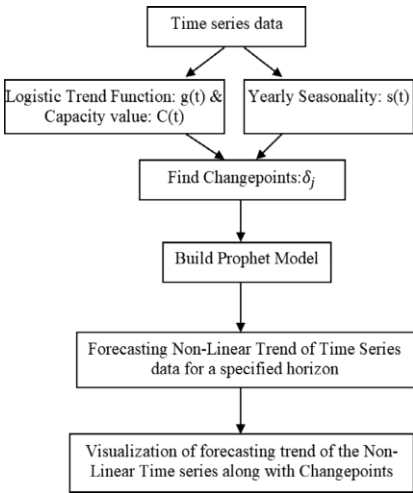 Time series data
Logistic Trend Function: g(t) &
Capacity value: C(t)
Yearly Seasonality: s(t)
Find Changepoints:δⱼ
Build Prophet Model
Forecasting Non-Linear Trend of Time Series
data for a specified horizon
Visualization of forecasting trend of the Non-
Linear Time series along with Changepoints